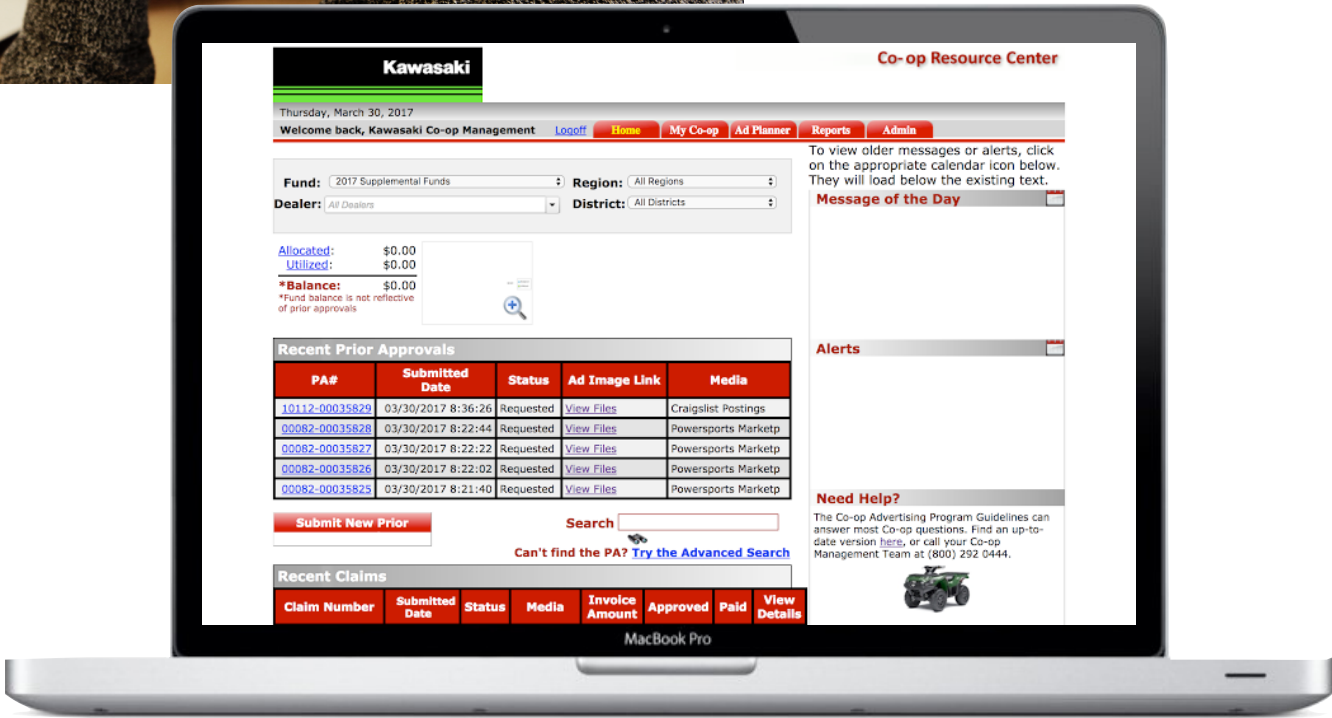 Kawasaki
Co-op Resource Center
Thursday, March 30, 2017
Welcome back, Kawasaki Co-op Management Logoff Home My Co-op Ad Planner Reports Admin
Fund: 2017 Supplemental Funds Region: All Regions
Dealer: All Dealers District: All Districts
Allocated: $0.00
Utilized: $0.00
*Balance: $0.00
*Fund balance is not reflective
of prior approvals
Recent Prior Approvals
PA# Submitted Date Status Ad Image Link Media
10112-00035829 03/30/2017 8:36:26 Requested View Files Craigslist Postings
00082-00035828 03/30/2017 8:22:44 Requested View Files Powersports Marketp
00082-00035827 03/30/2017 8:22:22 Requested View Files Powersports Marketp
00082-00035826 03/30/2017 8:22:02 Requested View Files Powersports Marketp
00082-00035825 03/30/2017 8:21:40 Requested View Files Powersports Marketp
Submit New Prior Search
Can't find the PA? Try the Advanced Search
Recent Claims
Claim Number Submitted Date Status Media Invoice Amount Approved Paid View Details
To view older messages or alerts, click
on the appropriate calendar icon below.
They will load below the existing text.
Message of the Day
Alerts
Need Help?
The Co-op Advertising Program Guidelines can
answer most Co-op questions. Find an up-to-
date version here, or call your Co-op
Management Team at (800) 292 0444.
MacBook Pro